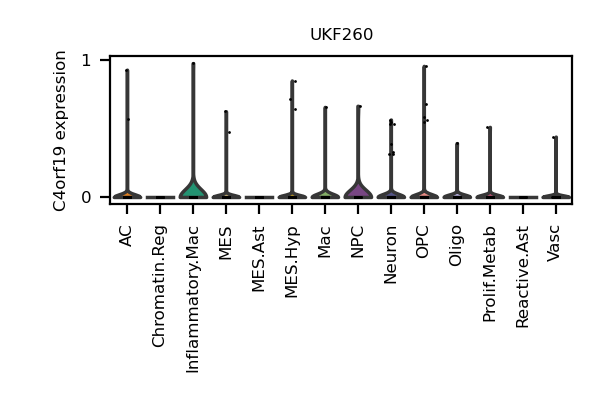 UKF260
C4orf19 expression
1
0
AC
Chromatin.Reg
Inflammatory.Mac
MES
MES.Ast
MES.Hyp
Mac
NPC
Neuron
OPC
Oligo
Prolif.Metab
Reactive.Ast
Vasc